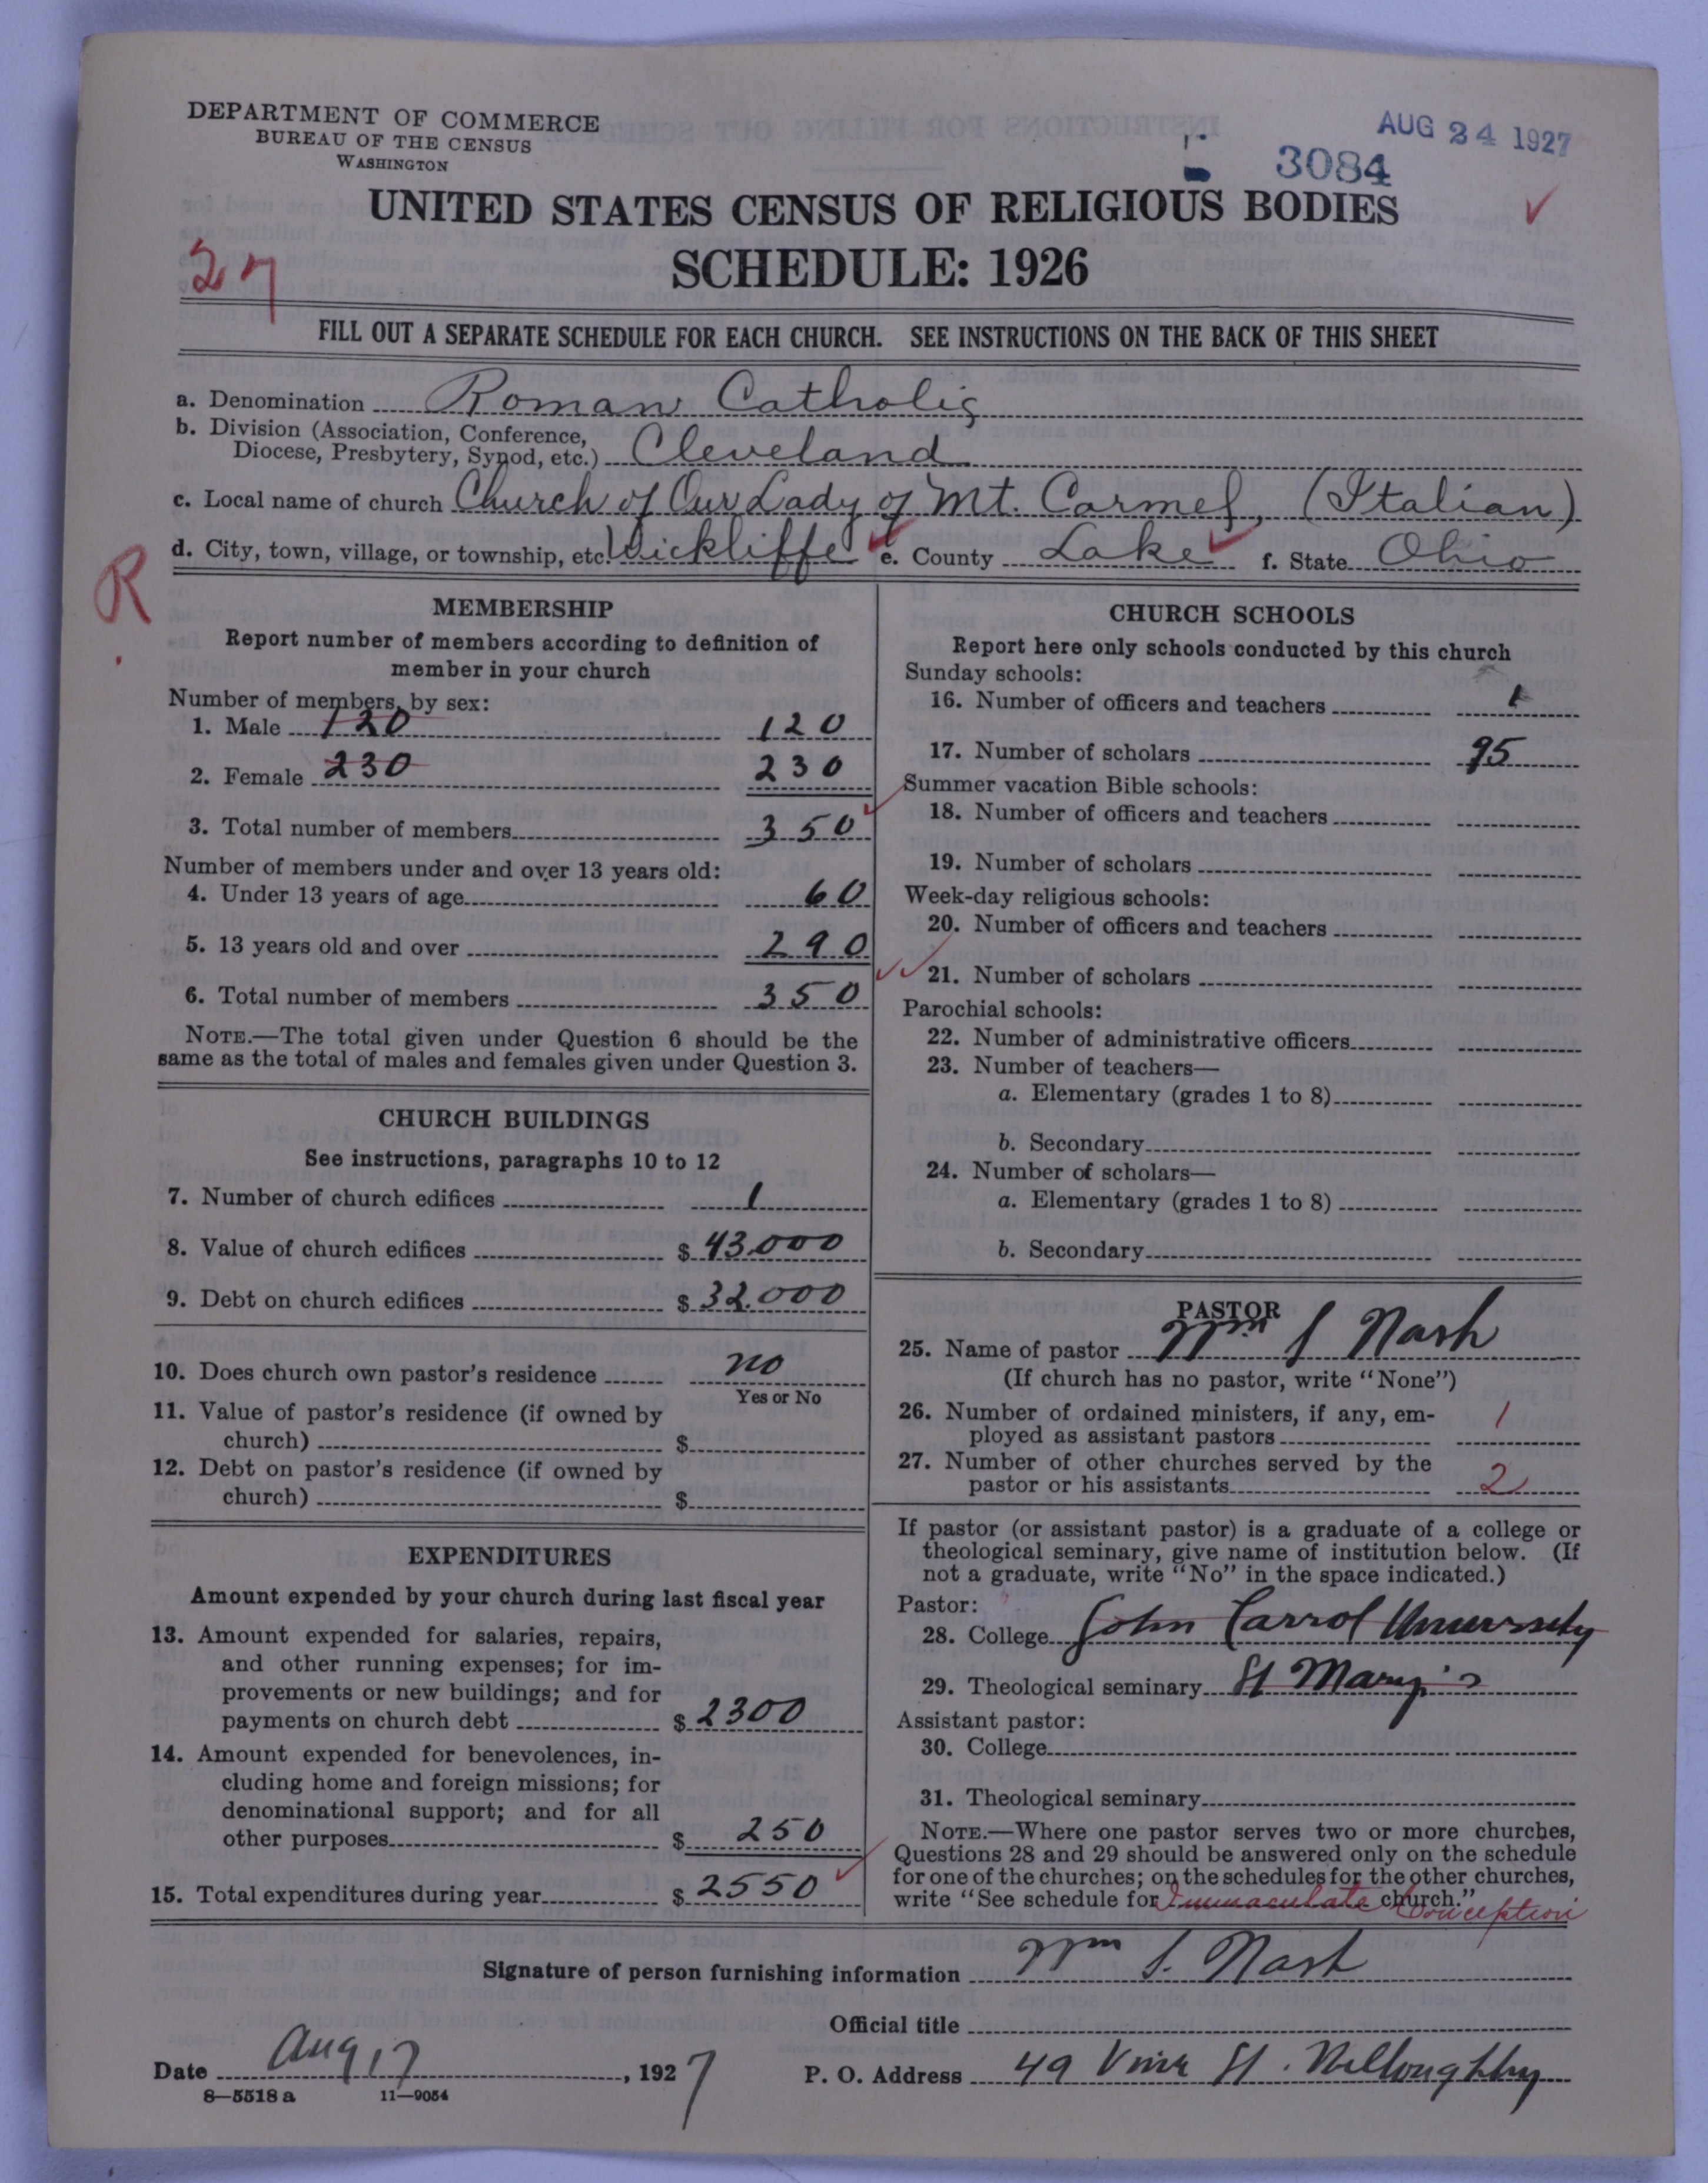 DEPARTMENT OF COMMERCE
BUREAU OF THE CENSUS
WASHINGTON
AUG 24 1927
3084
UNITED STATES CENSUS OF RELIGIOUS BODIES
SCHEDULE: 1926
27
FILL OUT A SEPARATE SCHEDULE FOR EACH CHURCH. SEE INSTRUCTIONS ON THE BACK OF THIS SHEET
a. Denomination Roman Catholic
b. Division (Association, Conference,
Diocese, Presbytery, Synod, etc.) Cleveland
c. Local name of church Church of Our Lady of Mt. Carmel, (Italian)
d. City, town, village, or township, etc. Wickliffe e. County Lake f. State Ohio
R
MEMBERSHIP
Report number of members according to definition of
member in your church
Number of members, by sex:
1. Male 120 120
2. Female 230 230
3. Total number of members 350
Number of members under and over 13 years old:
4. Under 13 years of age 60
5. 13 years old and over 290
6. Total number of members 350
NOTE.—The total given under Question 6 should be the
same as the total of males and females given under Question 3.
CHURCH BUILDINGS
See instructions, paragraphs 10 to 12
7. Number of church edifices 1
8. Value of church edifices $ 43.000
9. Debt on church edifices $ 32.000
10. Does church own pastor's residence no
Yes or No
11. Value of pastor's residence (if owned by
church) $
12. Debt on pastor's residence (if owned by
church) $
EXPENDITURES
Amount expended by your church during last fiscal year
13. Amount expended for salaries, repairs,
and other running expenses; for im-
provements or new buildings; and for
payments on church debt $ 2300
14. Amount expended for benevolences, in-
cluding home and foreign missions; for
denominational support; and for all
other purposes $ 250
15. Total expenditures during year $ 2550
CHURCH SCHOOLS
Report here only schools conducted by this church
Sunday schools:
16. Number of officers and teachers 1
17. Number of scholars 95
Summer vacation Bible schools:
18. Number of officers and teachers
19. Number of scholars
Week-day religious schools:
20. Number of officers and teachers
21. Number of scholars
Parochial schools:
22. Number of administrative officers
23. Number of teachers—
a. Elementary (grades 1 to 8)
b. Secondary
24. Number of scholars—
a. Elementary (grades 1 to 8)
b. Secondary
PASTOR
25. Name of pastor Wm J Nash
(If church has no pastor, write "None")
26. Number of ordained ministers, if any, em-
ployed as assistant pastors 1
27. Number of other churches served by the
pastor or his assistants 2
If pastor (or assistant pastor) is a graduate of a college or
theological seminary, give name of institution below. (If
not a graduate, write "No" in the space indicated.)
Pastor:
28. College John Carrol University
29. Theological seminary St Mary's
Assistant pastor:
30. College
31. Theological seminary
NOTE.—Where one pastor serves two or more churches,
Questions 28 and 29 should be answered only on the schedule
for one of the churches; on the schedules for the other churches,
write "See schedule for Immaculate Conception church."
Signature of person furnishing information Wm J. Nash
Official title
Date Aug 17, 1927 P. O. Address 49 Vine St. Willoughby
8—5518 a 11—9054